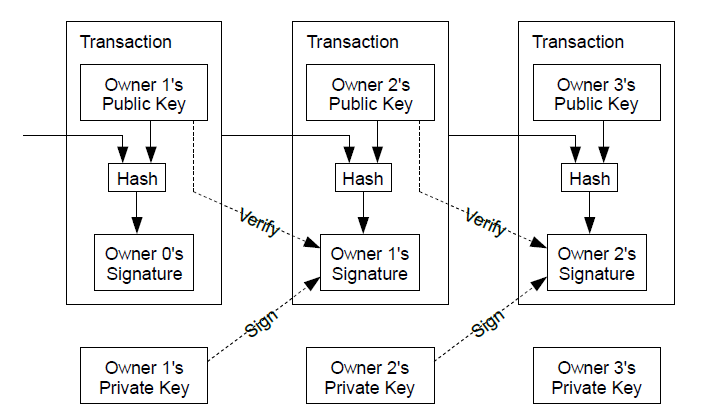 Transaction
Owner 1's
Public Key
Hash
Owner 0's
Signature
Transaction
Owner 2's
Public Key
Hash
Owner 1's
Signature
Transaction
Owner 3's
Public Key
Hash
Owner 2's
Signature
Verify
Verify
Sign
Sign
Owner 1's
Private Key
Owner 2's
Private Key
Owner 3's
Private Key